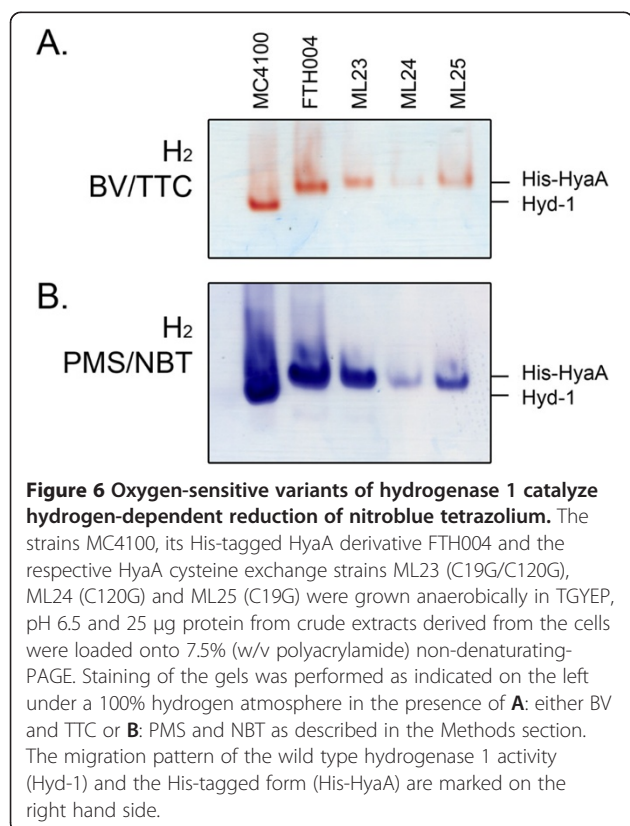 A.
MC4100
FTH004
ML23
ML24
ML25
H2
BV/TTC
His-HyaA
Hyd-1
B.
H2
PMS/NBT
His-HyaA
Hyd-1
Figure 6 Oxygen-sensitive variants of hydrogenase 1 catalyze
hydrogen-dependent reduction of nitroblue tetrazolium. The
strains MC4100, its His-tagged HyaA derivative FTH004 and the
respective HyaA cysteine exchange strains ML23 (C19G/C120G),
ML24 (C120G) and ML25 (C19G) were grown anaerobically in TGYEP,
pH 6.5 and 25 µg protein from crude extracts derived from the cells
were loaded onto 7.5% (w/v polyacrylamide) non-denaturating-
PAGE. Staining of the gels was performed as indicated on the left
under a 100% hydrogen atmosphere in the presence of A: either BV
and TTC or B: PMS and NBT as described in the Methods section.
The migration pattern of the wild type hydrogenase 1 activity
(Hyd-1) and the His-tagged form (His-HyaA) are marked on the
right hand side.